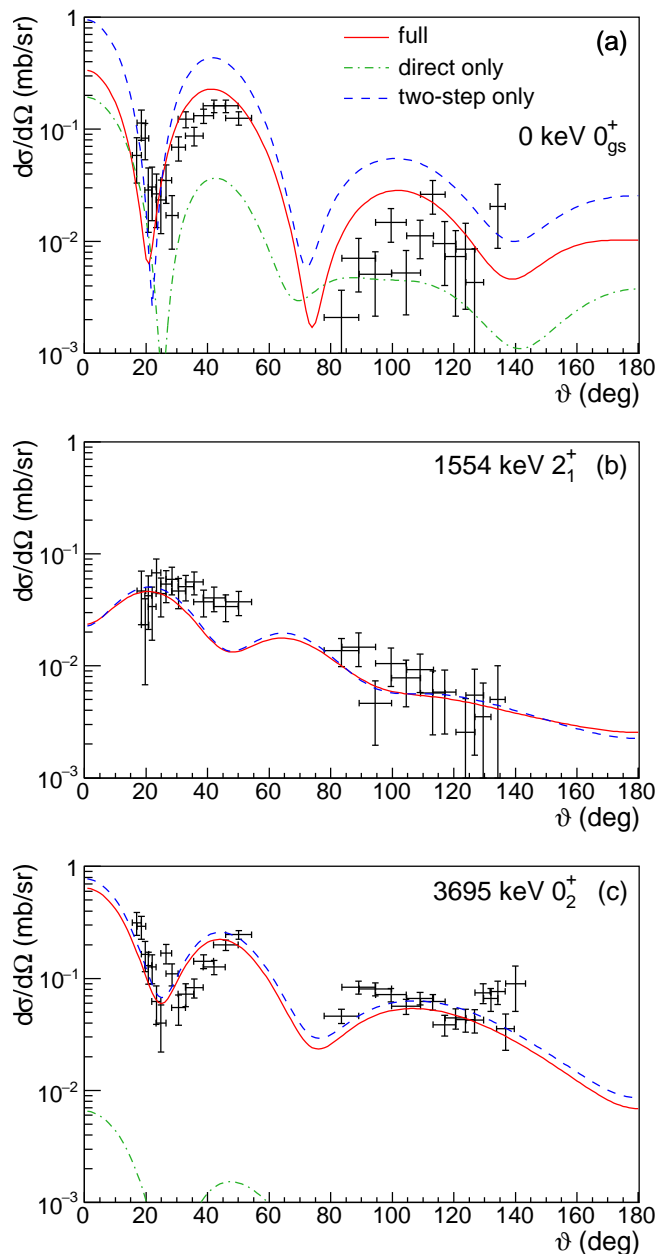 1
10⁻¹
10⁻²
10⁻³
dσ/dΩ (mb/sr)
full
direct only
two-step only
(a)
0 keV 0⁺gs
0 20 40 60 80 100 120 140 160 180
ϑ (deg)
1
10⁻¹
10⁻²
10⁻³
dσ/dΩ (mb/sr)
1554 keV 2⁺₁ (b)
0 20 40 60 80 100 120 140 160 180
ϑ (deg)
1
10⁻¹
10⁻²
10⁻³
dσ/dΩ (mb/sr)
3695 keV 0⁺₂ (c)
0 20 40 60 80 100 120 140 160 180
ϑ (deg)